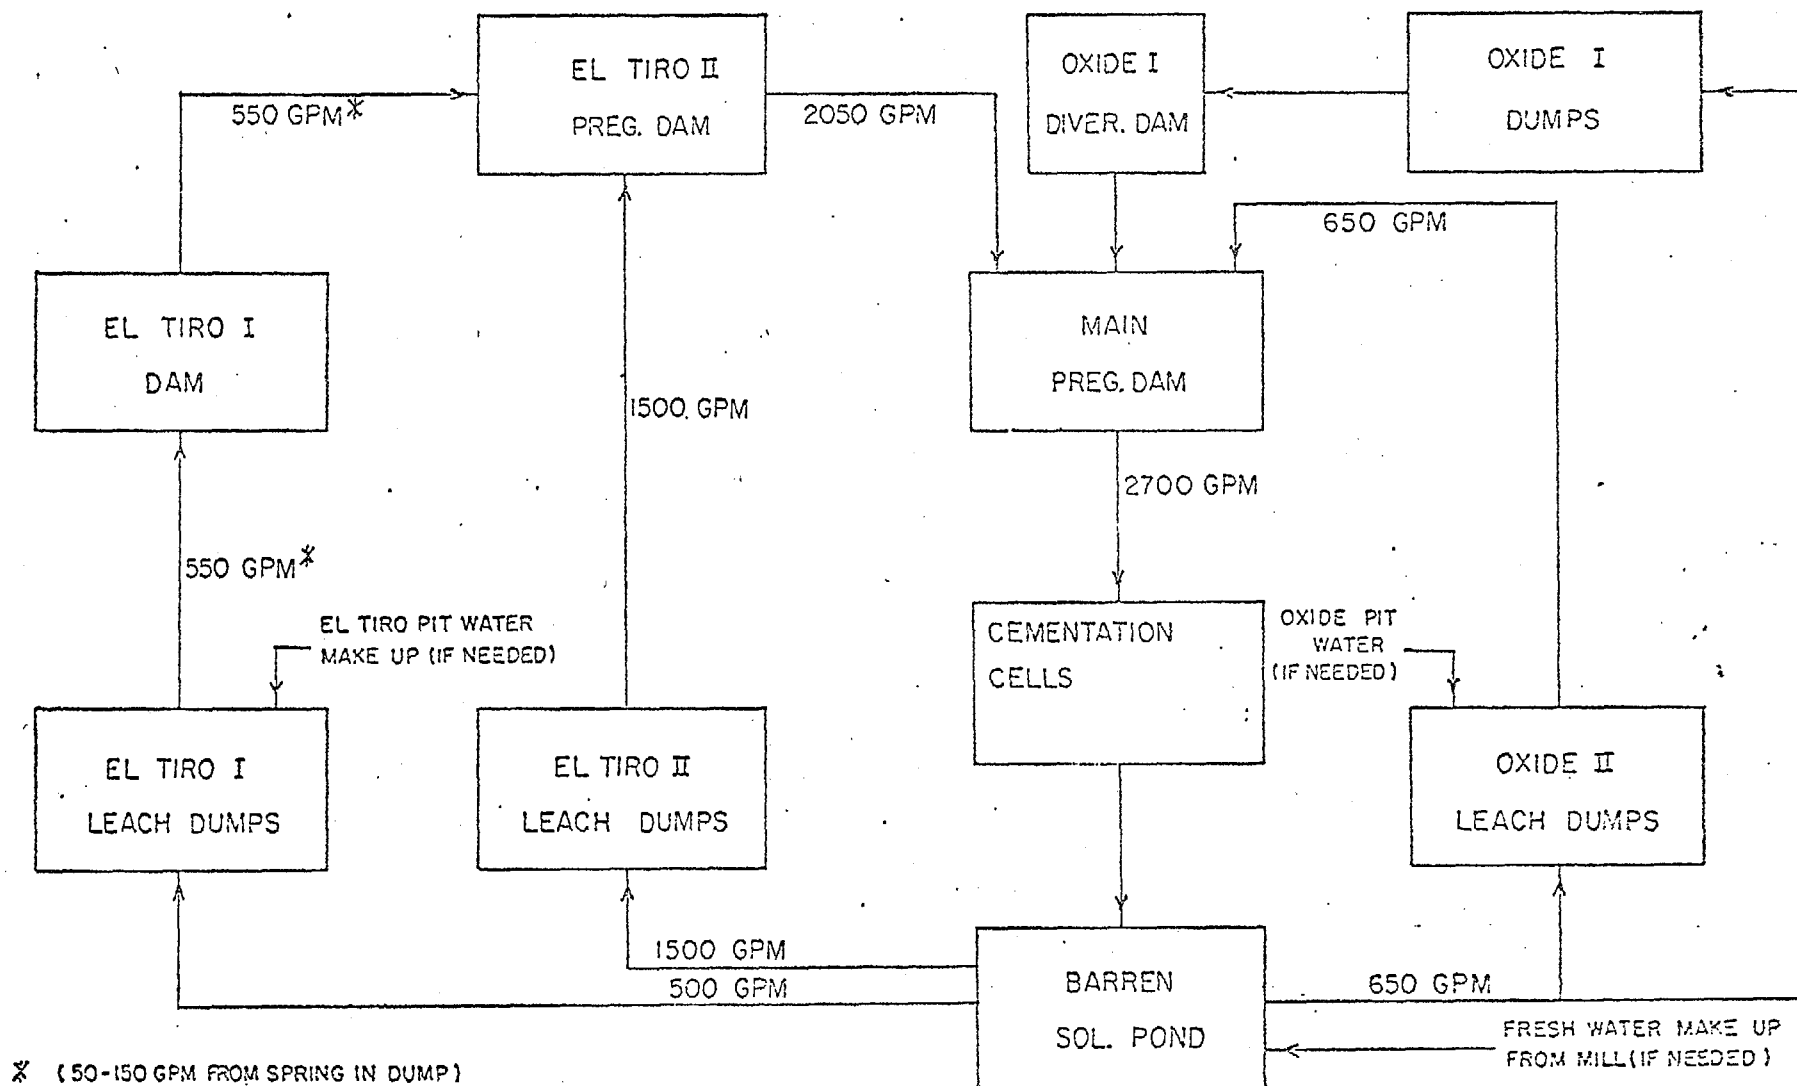 EL TIRO II
PREG. DAM
OXIDE I
DIVER. DAM
OXIDE I
DUMPS
550 GPM*
2050 GPM
650 GPM
EL TIRO I
DAM
MAIN
PREG. DAM
1500 GPM
2700 GPM
550 GPM*
EL TIRO PIT WATER
MAKE UP (IF NEEDED)
CEMENTATION
CELLS
OXIDE PIT
WATER
(IF NEEDED)
EL TIRO I
LEACH DUMPS
EL TIRO II
LEACH DUMPS
OXIDE II
LEACH DUMPS
1500 GPM
500 GPM
BARREN
SOL. POND
650 GPM
FRESH WATER MAKE UP
FROM MILL (IF NEEDED)
* (50-150 GPM FROM SPRING IN DUMP)